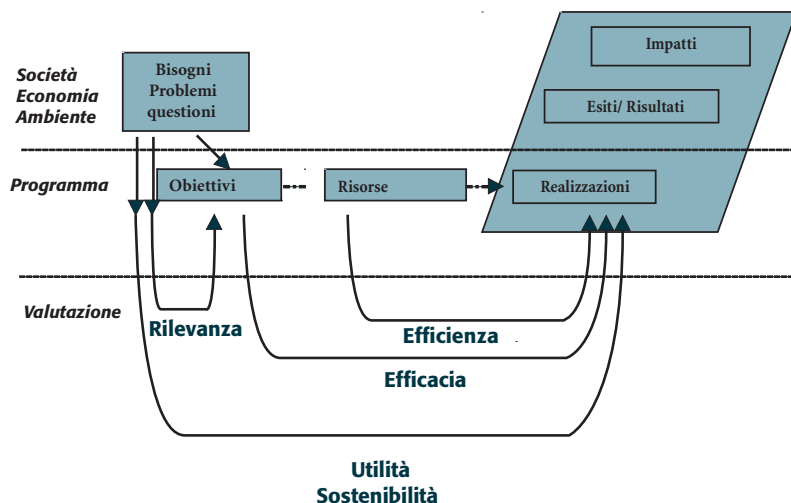 Società
Economia
Ambiente
Bisogni
Problemi
questioni
Impatti
Esiti/ Risultati
Programma
Obiettivi
Risorse
Realizzazioni
Valutazione
Rilevanza
Efficienza
Efficacia
Utilità
Sostenibilità